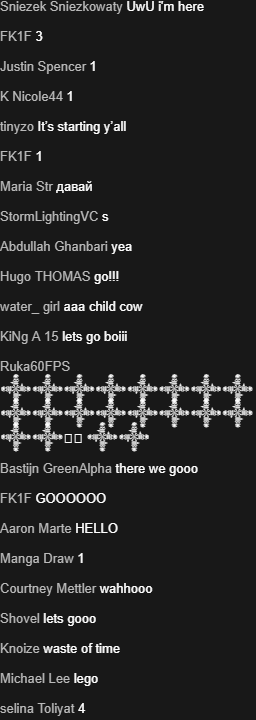 Sniezek Sniezkowaty UwU i'm here
FK1F 3
Justin Spencer 1
K Nicole44 1
tinyzo It's starting y'all
FK1F 1
Maria Str давай
StormLightingVC s
Abdullah Ghanbari yea
Hugo THOMAS go!!!
water_ girl aaa child cow
KiNg A 15 lets go boiii
Ruka60FPS
Bastijn GreenAlpha there we gooo
FK1F GOOOOOO
Aaron Marte HELLO
Manga Draw 1
Courtney Mettler wahhooo
Shovel lets gooo
Knoize waste of time
Michael Lee lego
selina Toliyat 4